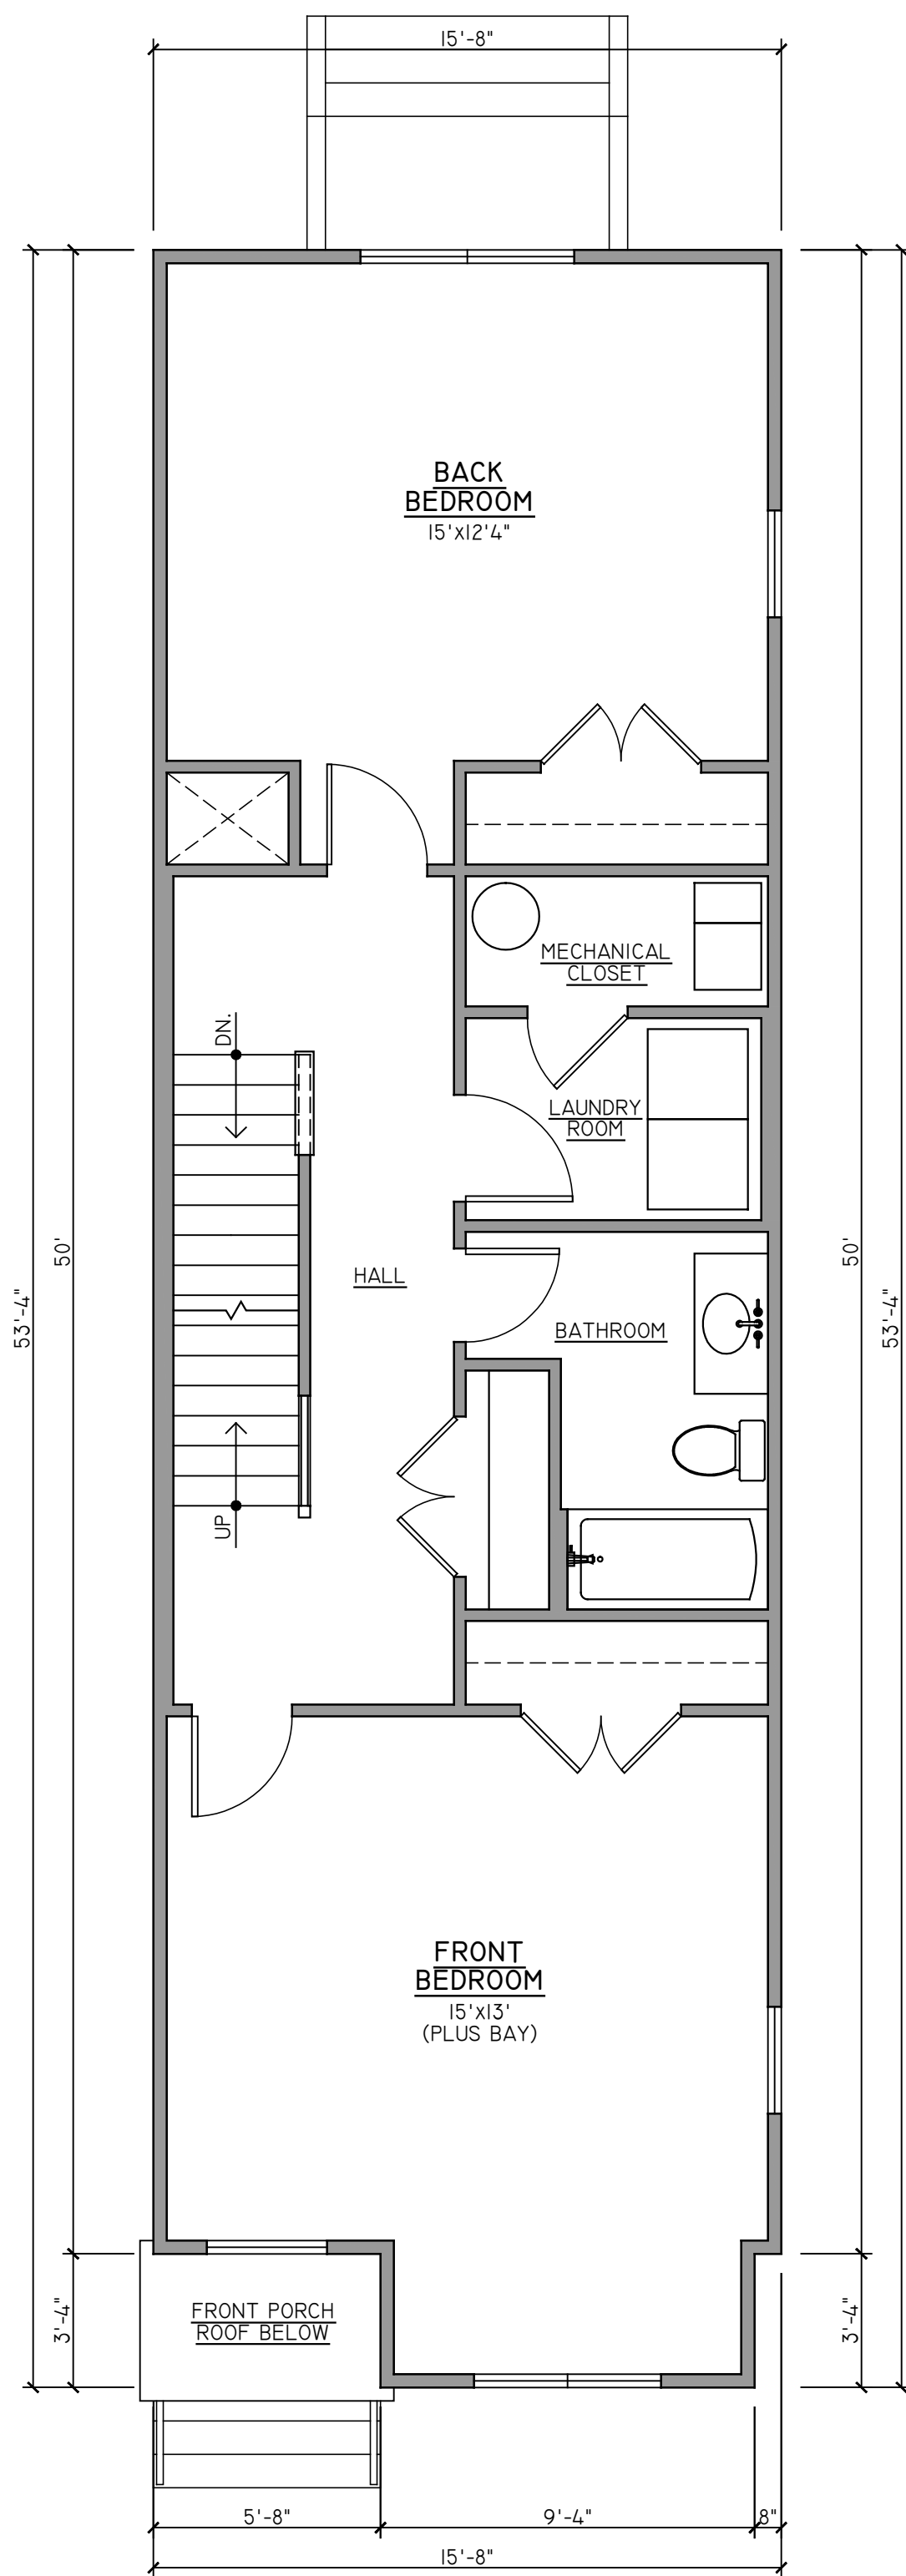 15'-8"
BACK
BEDROOM
15'x12'4"
MECHANICAL
CLOSET
DN.
LAUNDRY
ROOM
53'-4"
50'
HALL
BATHROOM
50'
53'-4"
UP
FRONT
BEDROOM
15'x13'
(PLUS BAY)
3'-4"
FRONT PORCH
ROOF BELOW
3'-4"
5'-8"
9'-4"
8"
15'-8"